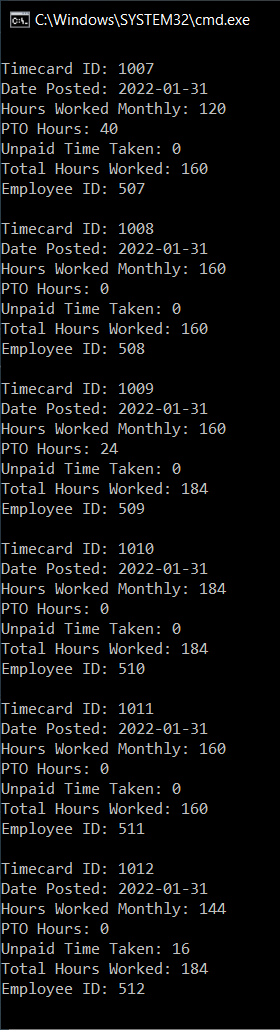 C:\Windows\SYSTEM32\cmd.exe
Timecard ID: 1007
Date Posted: 2022-01-31
Hours Worked Monthly: 120
PTO Hours: 40
Unpaid Time Taken: 0
Total Hours Worked: 160
Employee ID: 507
Timecard ID: 1008
Date Posted: 2022-01-31
Hours Worked Monthly: 160
PTO Hours: 0
Unpaid Time Taken: 0
Total Hours Worked: 160
Employee ID: 508
Timecard ID: 1009
Date Posted: 2022-01-31
Hours Worked Monthly: 160
PTO Hours: 24
Unpaid Time Taken: 0
Total Hours Worked: 184
Employee ID: 509
Timecard ID: 1010
Date Posted: 2022-01-31
Hours Worked Monthly: 184
PTO Hours: 0
Unpaid Time Taken: 0
Total Hours Worked: 184
Employee ID: 510
Timecard ID: 1011
Date Posted: 2022-01-31
Hours Worked Monthly: 160
PTO Hours: 0
Unpaid Time Taken: 0
Total Hours Worked: 160
Employee ID: 511
Timecard ID: 1012
Date Posted: 2022-01-31
Hours Worked Monthly: 144
PTO Hours: 0
Unpaid Time Taken: 16
Total Hours Worked: 184
Employee ID: 512